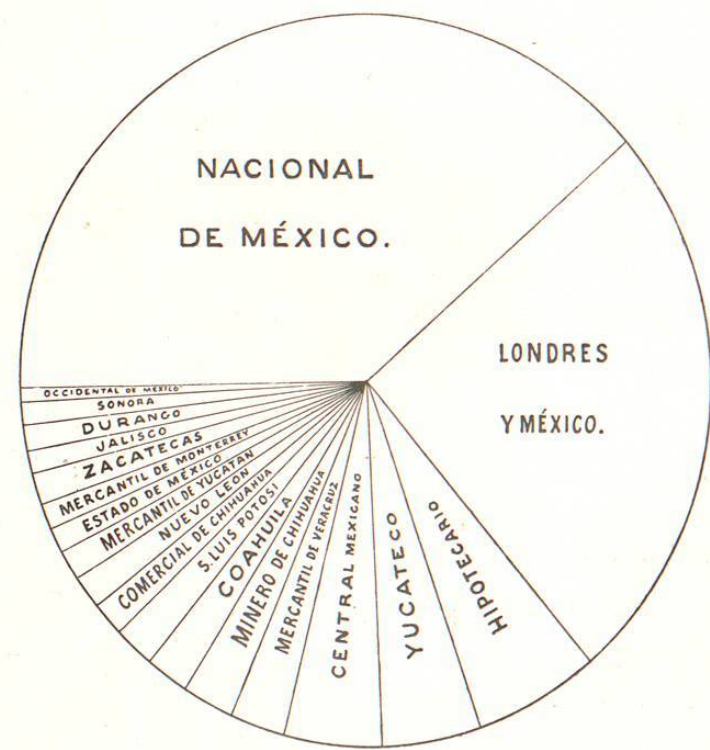 NACIONAL
DE MÉXICO.
LONDRES
Y MÉXICO.
HIPOTECARIO
YUCATECO
CENTRAL MEXICANO
MERCANTIL DE VERACRUZ
MINERO DE CHIHUAHUA
COAHUILA
S. LUIS POTOSI
COMERCIAL DE CHIHUAHUA
NUEVO LEON
MERCANTIL DE YUCATAN
ESTADO DE MÉXICO
MERCANTIL DE MONTERREY
ZACATECAS
JALISCO
DURANGO
SONORA
OCCIDENTAL DE MEXICO